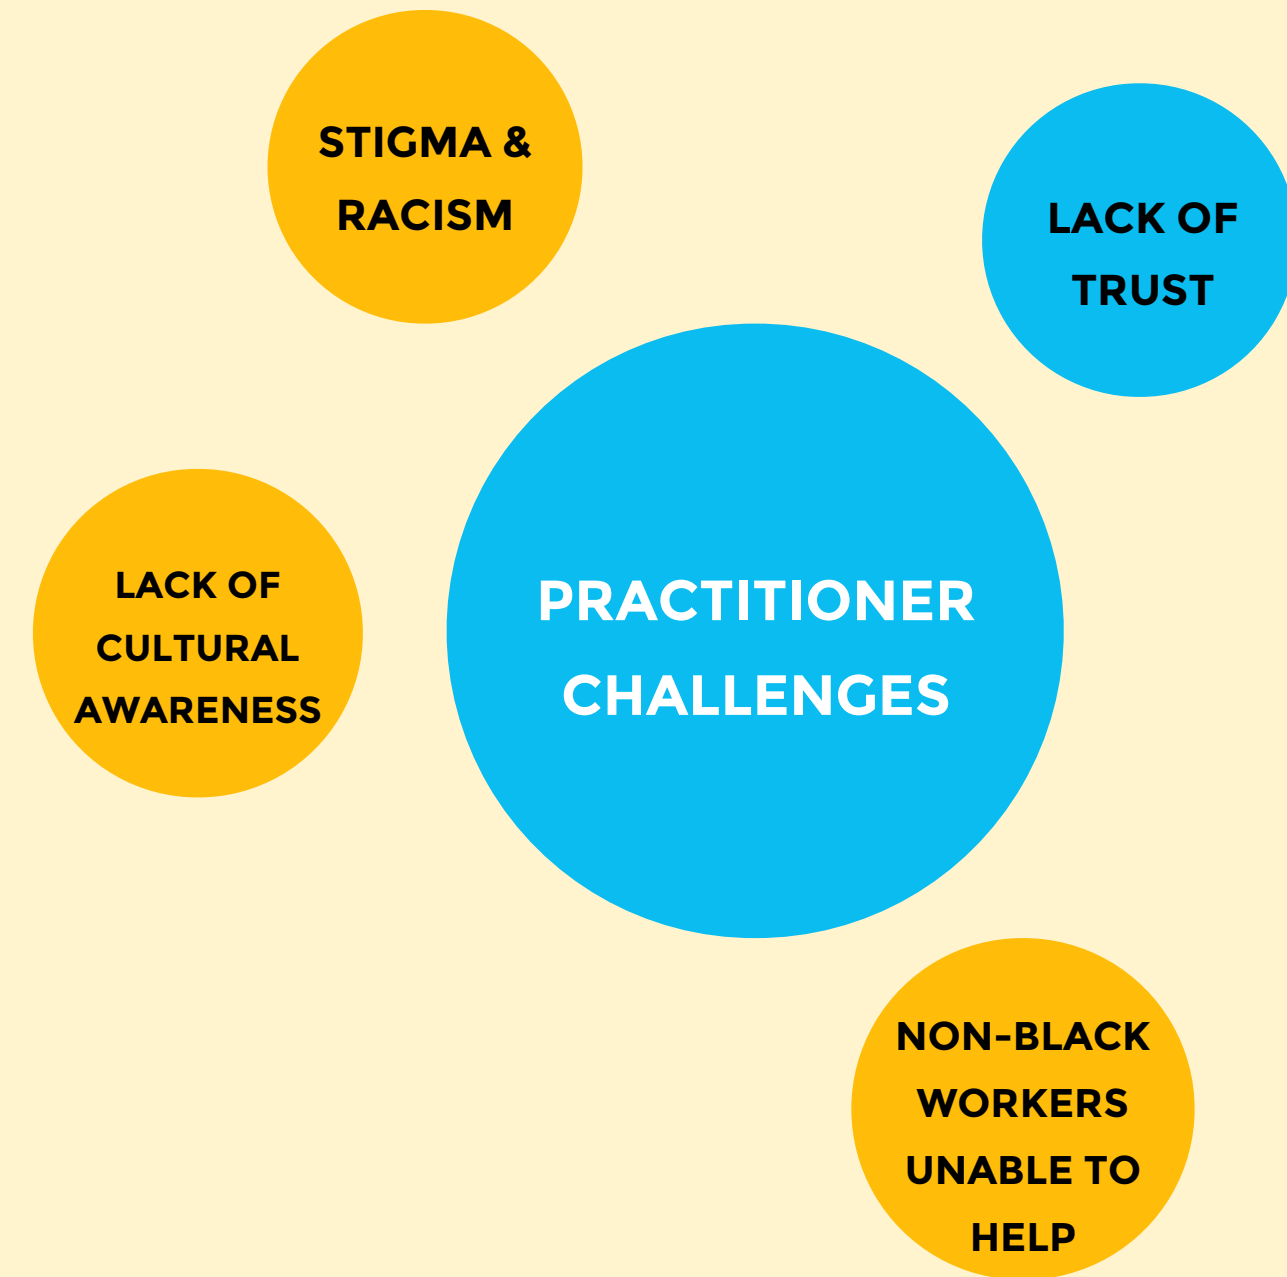 STIGMA &
RACISM
LACK OF
TRUST
LACK OF
CULTURAL
AWARENESS
PRACTITIONER
CHALLENGES
NON-BLACK
WORKERS
UNABLE TO
HELP